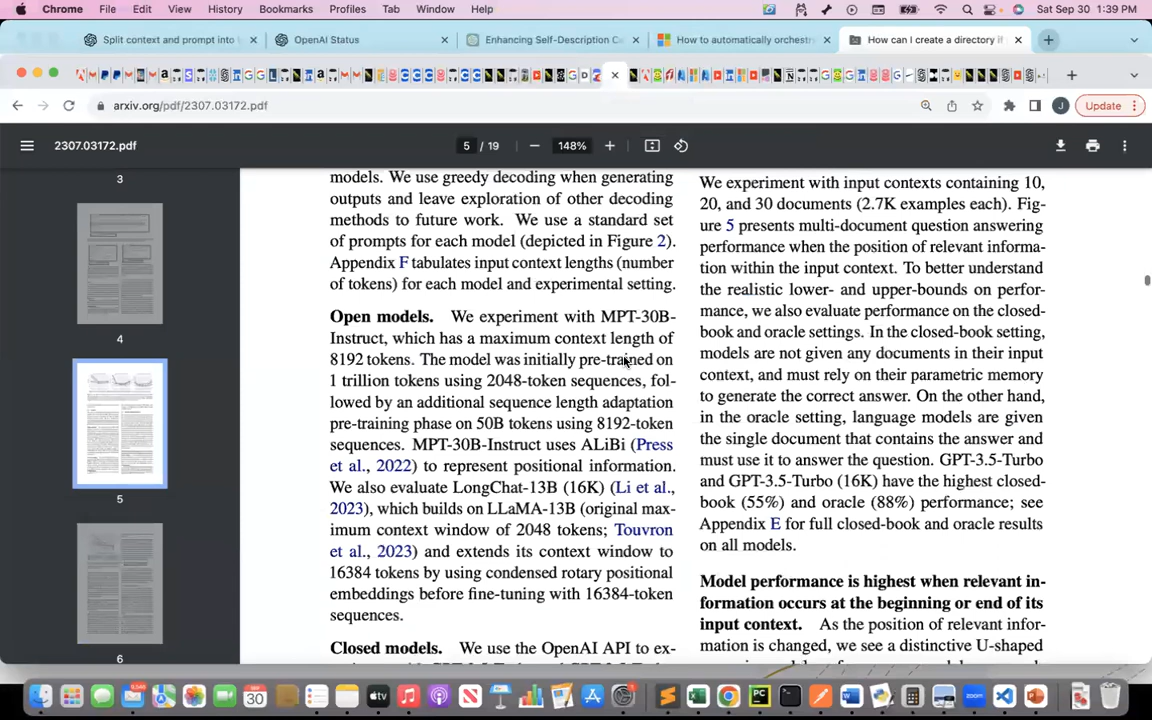 Chrome File Edit View History Bookmarks Profiles Tab Window Help Sat Sep 30 1:39 PM
Split context and prompt into t
OpenAI Status
Enhancing Self-Description C
How to automatically orchestr
How can I create a directory if
arxiv.org/pdf/2307.03172.pdf
Update
2307.03172.pdf
5 / 19
148%
3
4
5
6
models. We use greedy decoding when generating
outputs and leave exploration of other decoding
methods to future work. We use a standard set
of prompts for each model (depicted in Figure 2).
Appendix F tabulates input context lengths (number
of tokens) for each model and experimental setting.
Open models. We experiment with MPT-30B-
Instruct, which has a maximum context length of
8192 tokens. The model was initially pre-trained on
1 trillion tokens using 2048-token sequences, fol-
lowed by an additional sequence length adaptation
pre-training phase on 50B tokens using 8192-token
sequences. MPT-30B-Instruct uses ALiBi (Press
et al., 2022) to represent positional information.
We also evaluate LongChat-13B (16K) (Li et al.,
2023), which builds on LLaMA-13B (original max-
imum context window of 2048 tokens; Touvron
et al., 2023) and extends its context window to
16384 tokens by using condensed rotary positional
embeddings before fine-tuning with 16384-token
sequences.
Closed models. We use the OpenAI API to ex-
We experiment with input contexts containing 10,
20, and 30 documents (2.7K examples each). Fig-
ure 5 presents multi-document question answering
performance when the position of relevant informa-
tion within the input context. To better understand
the realistic lower- and upper-bounds on perfor-
mance, we also evaluate performance on the closed-
book and oracle settings. In the closed-book setting,
models are not given any documents in their input
context, and must rely on their parametric memory
to generate the correct answer. On the other hand,
in the oracle setting, language models are given
the single document that contains the answer and
must use it to answer the question. GPT-3.5-Turbo
and GPT-3.5-Turbo (16K) have the highest closed-
book (55%) and oracle (88%) performance; see
Appendix E for full closed-book and oracle results
on all models.
Model performance is highest when relevant in-
formation occurs at the beginning or end of its
input context. As the position of relevant infor-
mation is changed, we see a distinctive U-shaped